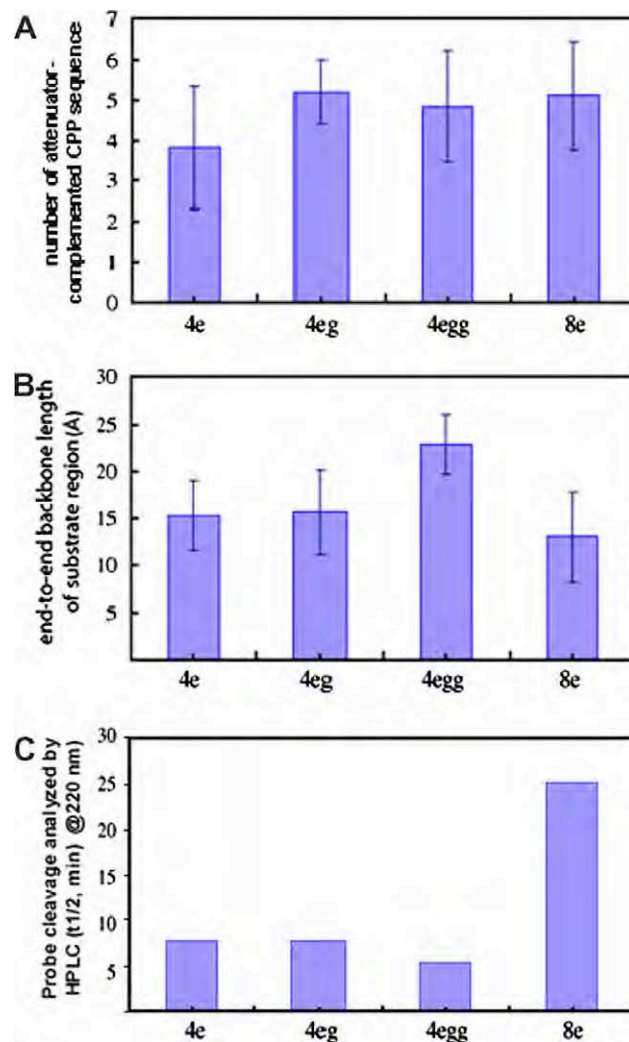 A
number of attenuator-
complemented CPP sequence
7
6
5
4
3
2
1
0
4e 4eg 4egg 8e
B
end-to-end backbone length
of substrate region (Å)
30
25
20
15
10
5
4e 4eg 4egg 8e
C
Probe cleavage analyzed by
HPLC (t1/2, min) @220 nm
30
25
20
15
10
5
4e 4eg 4egg 8e